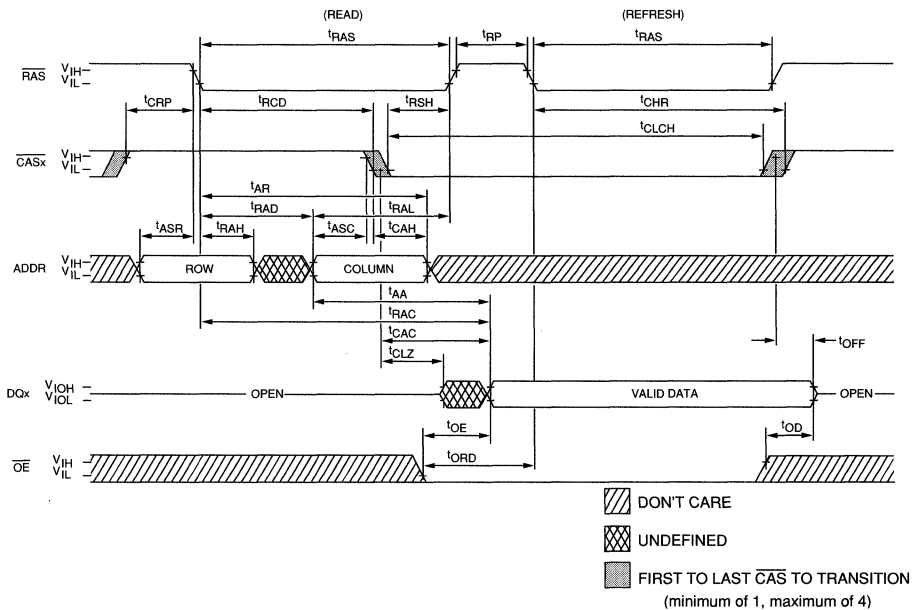 (READ) (REFRESH)
tRAS tRP tRAS
RAS VIH VIL
tCRP tRCD tRSH tCHR
tCLCH
CASx VIH VIL
tAR
tRAD tRAL
tASR tRAH tASC tCAH
ADDR VIH VIL ROW COLUMN
tAA
tRAC
tCAC tOFF
tCLZ
DQx VIOH VIOL OPEN VALID DATA OPEN
tOE tOD
tORD
OE VIH VIL
DON'T CARE
UNDEFINED
FIRST TO LAST CAS TO TRANSITION
(minimum of 1, maximum of 4)